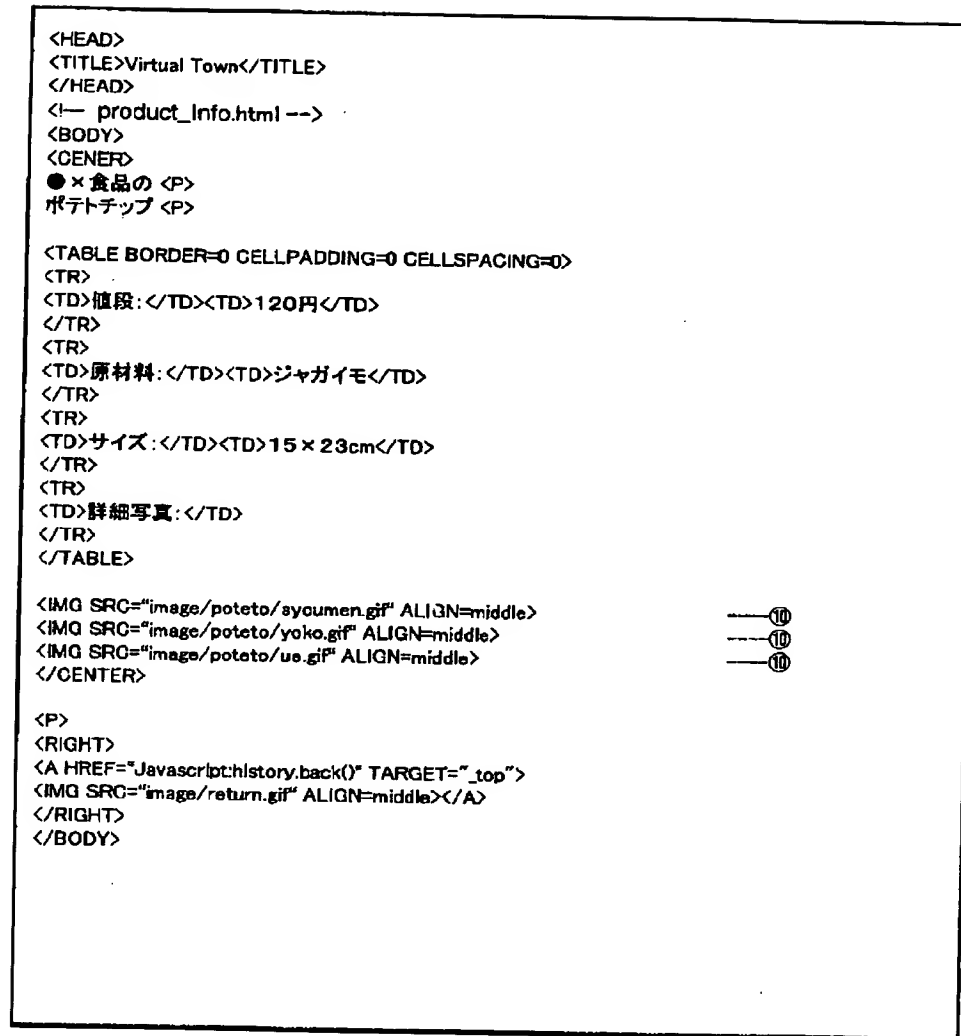 <HEAD>
<TITLE>Virtual Town</TITLE>
</HEAD>
<!-- product_Info.html -->
<BODY>
<CENER>
●×食品の <P>
ポテトチップ <P>
<TABLE BORDER=0 CELLPADDING=0 CELLSPACING=0>
<TR>
<TD>値段:</TD><TD>120円</TD>
</TR>
<TR>
<TD>原材料:</TD><TD>ジャガイモ</TD>
</TR>
<TR>
<TD>サイズ:</TD><TD>15×23cm</TD>
</TR>
<TR>
<TD>詳細写真:</TD>
</TR>
</TABLE>
<IMG SRC="image/poteto/syoumen.gif" ALIGN=middle> ——⑩
<IMG SRC="image/poteto/yoko.gif" ALIGN=middle> ——⑩
<IMG SRC="image/poteto/ue.gif" ALIGN=middle> ——⑩
</CENTER>
<P>
<RIGHT>
<A HREF="Javascript:history.back()" TARGET="_top">
<IMG SRC="image/return.gif" ALIGN=middle></A>
</RIGHT>
</BODY>